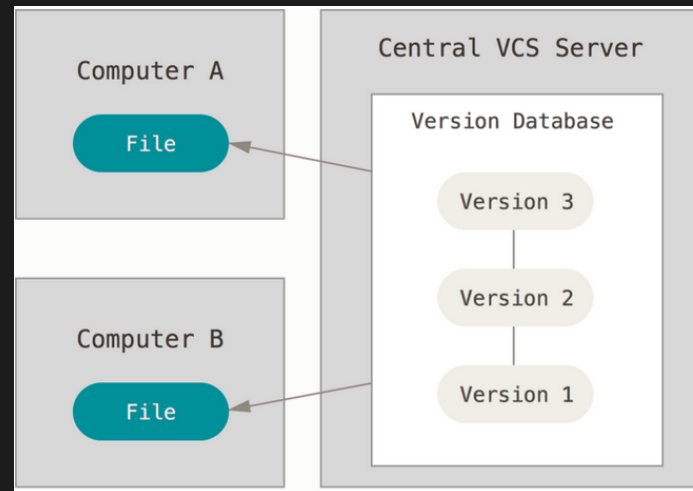 Computer A
File
Computer B
File
Central VCS Server
Version Database
Version 3
Version 2
Version 1